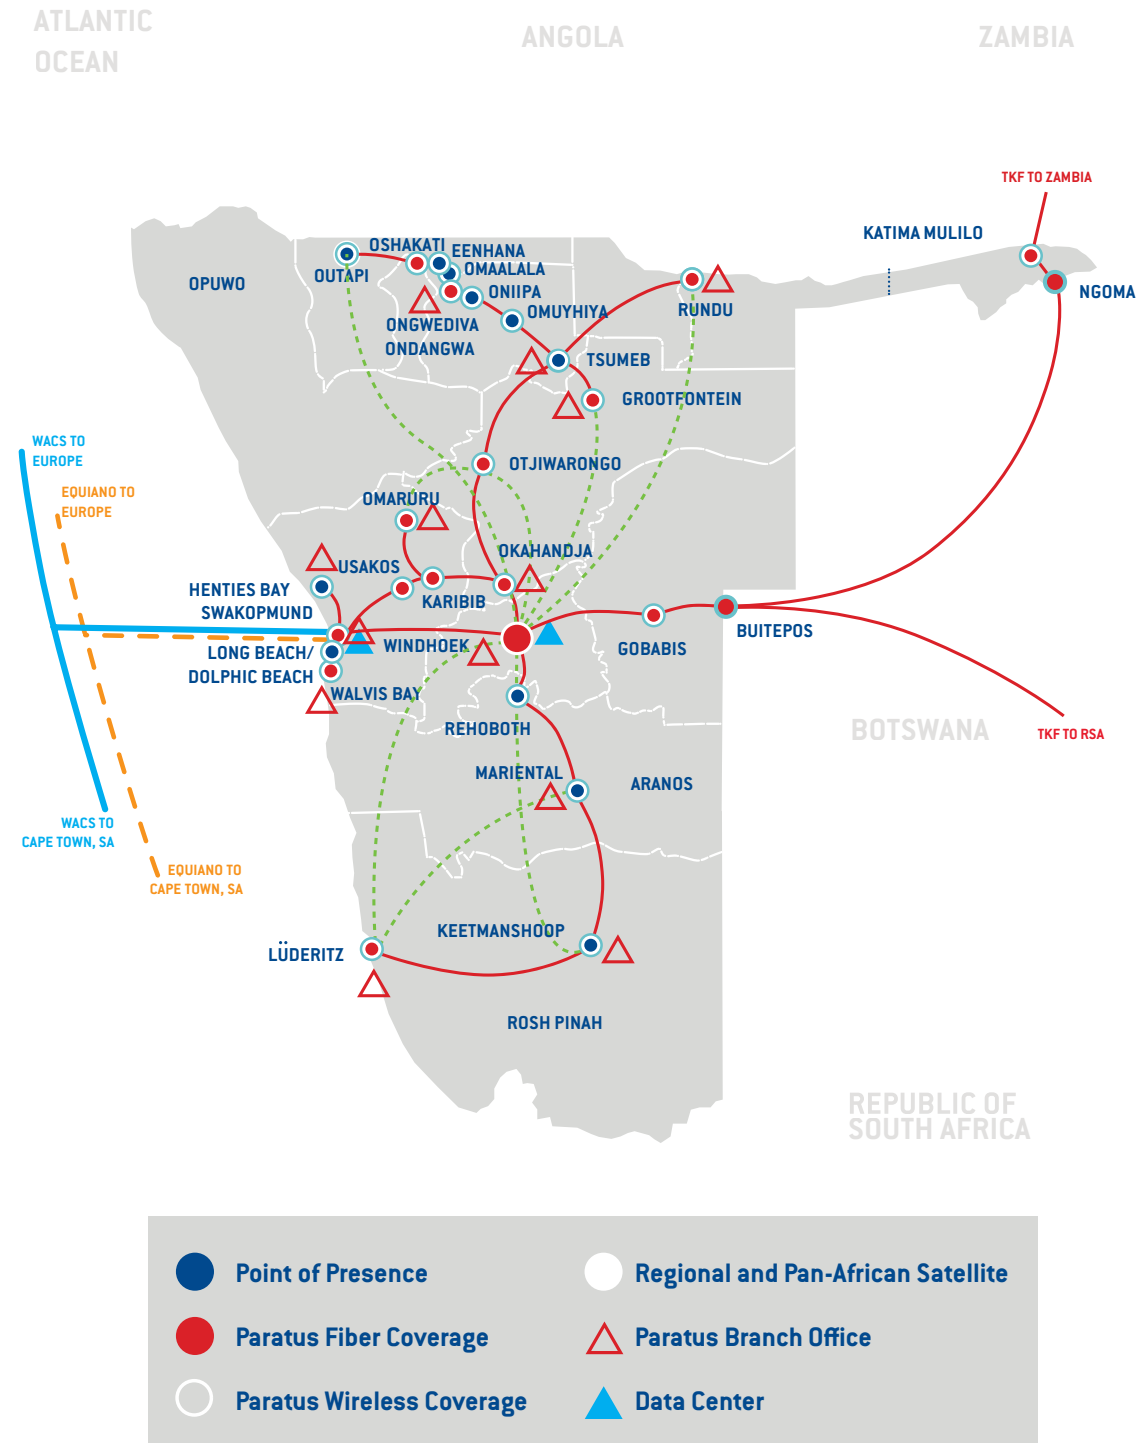 ATLANTIC
OCEAN
ANGOLA
ZAMBIA
TKF TO ZAMBIA
KATIMA MULILO
NGOMA
OPUWO
OUTAPI
OSHAKATI
EENHANA
OMAALALA
ONIIPA
OMUYHIYA
ONGWEDIVA
ONDANGWA
RUNDU
TSUMEB
GROOTFONTEIN
WACS TO
EUROPE
EQUIANO TO
EUROPE
OTJIWARONGO
OMARURU
OKAHANDJA
USAKOS
KARIBIB
HENTIES BAY
SWAKOPMUND
LONG BEACH/
DOLPHIC BEACH
WINDHOEK
WALVIS BAY
GOBABIS
BUITEPOS
REHOBOTH
BOTSWANA
TKF TO RSA
MARIENTAL
ARANOS
WACS TO
CAPE TOWN, SA
EQUIANO TO
CAPE TOWN, SA
KEETMANSHOOP
LÜDERITZ
ROSH PINAH
REPUBLIC OF
SOUTH AFRICA
Point of Presence
Regional and Pan-African Satellite
Paratus Fiber Coverage
Paratus Branch Office
Paratus Wireless Coverage
Data Center